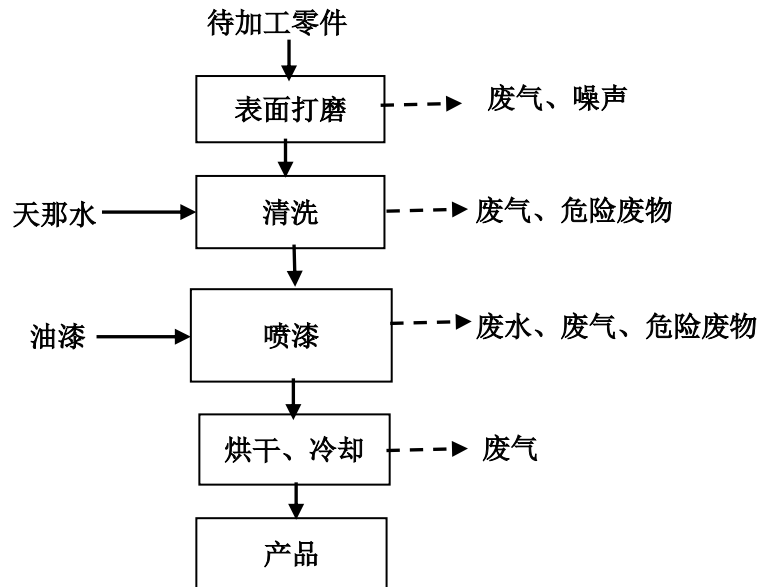 待加工零件
表面打磨
废气、噪声
天那水
清洗
废气、危险废物
油漆
喷漆
废水、废气、危险废物
烘干、冷却
废气
产品